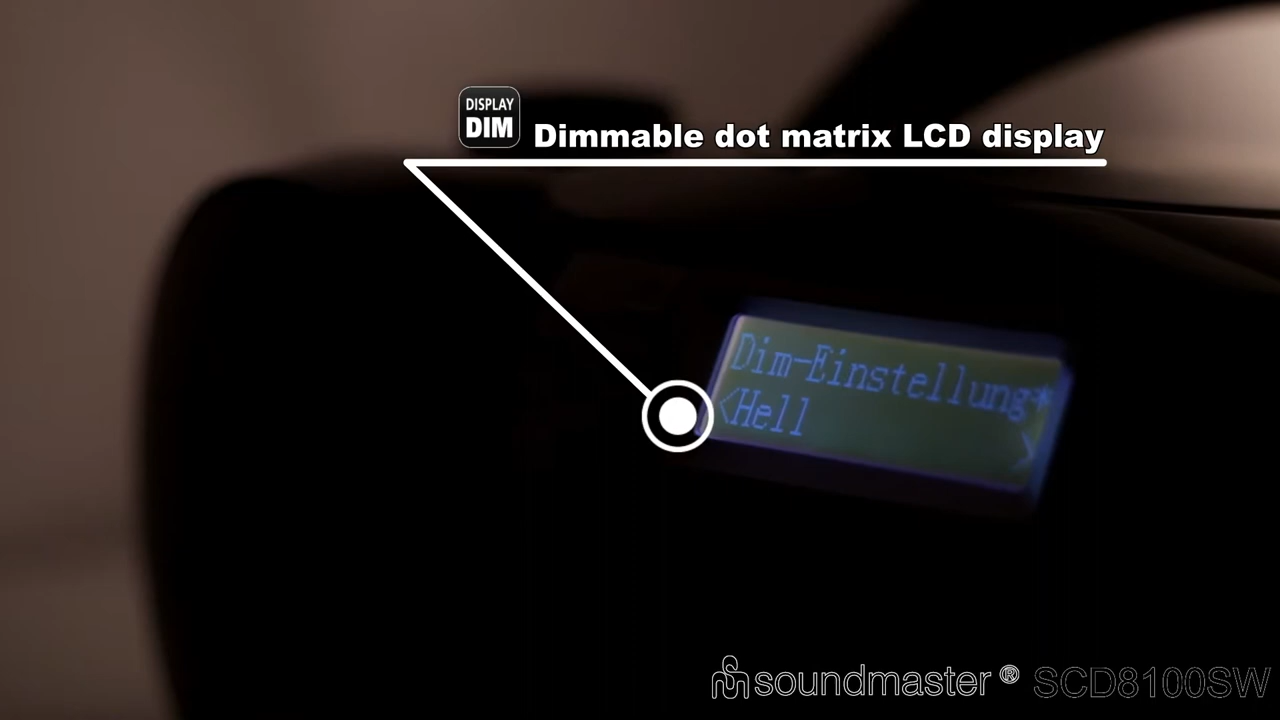 DISPLAY
DIM
Dimmable dot matrix LCD display
Dim-Einstellung*
<Hell
>
soundmaster ® SCD8100SW